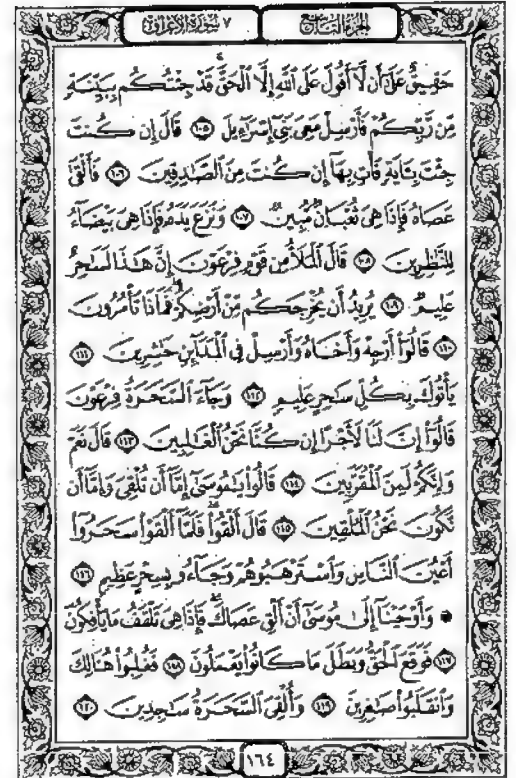 الجزء التاسع ٧ سورة الأعراف
حَقِيقٌ عَلَىٰٓ أَن لَّآ أَقُولَ عَلَى ٱللَّهِ إِلَّا ٱلْحَقَّۚ قَدْ جِئْتُكُم بِبَيِّنَةٍ
مِّن رَّبِّكُمْ فَأَرْسِلْ مَعِىَ بَنِىٓ إِسْرَٰٓءِيلَ ١٠٥ قَالَ إِن كُنتَ
جِئْتَ بِـَٔايَةٍ فَأْتِ بِهَآ إِن كُنتَ مِنَ ٱلصَّٰدِقِينَ ١٠٦ فَأَلْقَىٰ
عَصَاهُ فَإِذَا هِىَ ثُعْبَانٌ مُّبِينٌ ١٠٧ وَنَزَعَ يَدَهُۥ فَإِذَا هِىَ بَيْضَآءُ
لِلنَّٰظِرِينَ ١٠٨ قَالَ ٱلْمَلَأُ مِن قَوْمِ فِرْعَوْنَ إِنَّ هَٰذَا لَسَٰحِرٌ
عَلِيمٌ ١٠٩ يُرِيدُ أَن يُخْرِجَكُم مِّنْ أَرْضِكُمْۖ فَمَاذَا تَأْمُرُونَ
١١٠ قَالُوٓا۟ أَرْجِهْ وَأَخَاهُ وَأَرْسِلْ فِى ٱلْمَدَآئِنِ حَٰشِرِينَ ١١١
يَأْتُوكَ بِكُلِّ سَٰحِرٍ عَلِيمٍ ١١٢ وَجَآءَ ٱلسَّحَرَةُ فِرْعَوْنَ
قَالُوٓا۟ إِنَّ لَنَا لَأَجْرًا إِن كُنَّا نَحْنُ ٱلْغَٰلِبِينَ ١١٣ قَالَ نَعَمْ
وَإِنَّكُمْ لَمِنَ ٱلْمُقَرَّبِينَ ١١٤ قَالُوا۟ يَٰمُوسَىٰٓ إِمَّآ أَن تُلْقِىَ وَإِمَّآ أَن
نَّكُونَ نَحْنُ ٱلْمُلْقِينَ ١١٥ قَالَ أَلْقُوا۟ۖ فَلَمَّآ أَلْقَوْا۟ سَحَرُوٓا۟
أَعْيُنَ ٱلنَّاسِ وَٱسْتَرْهَبُوهُمْ وَجَآءُو بِسِحْرٍ عَظِيمٍ ١١٦
۞ وَأَوْحَيْنَآ إِلَىٰ مُوسَىٰٓ أَنْ أَلْقِ عَصَاكَۖ فَإِذَا هِىَ تَلْقَفُ مَا يَأْفِكُونَ
١١٧ فَوَقَعَ ٱلْحَقُّ وَبَطَلَ مَا كَانُوا۟ يَعْمَلُونَ ١١٨ فَغُلِبُوا۟ هُنَالِكَ
وَٱنقَلَبُوا۟ صَٰغِرِينَ ١١٩ وَأُلْقِىَ ٱلسَّحَرَةُ سَٰجِدِينَ ١٢٠
١٦٤